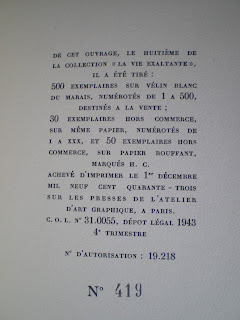 DE CET OUVRAGE, LE HUITIÈME DE
LA COLLECTION « LA VIE EXALTANTE »,
IL A ÉTÉ TIRÉ :
500 EXEMPLAIRES SUR VÉLIN BLANC
DU MARAIS, NUMÉROTÉS DE 1 A 500,
DESTINÉS A LA VENTE ;
30 EXEMPLAIRES HORS COMMERCE,
SUR MÊME PAPIER, NUMÉROTÉS DE
I A XXX, ET 50 EXEMPLAIRES HORS
COMMERCE, SUR PAPIER BOUFFANT,
MARQUÉS H. C.
ACHEVÉ D'IMPRIMER LE 1er DÉCEMBRE
MIL NEUF CENT QUARANTE-TROIS
SUR LES PRESSES DE L'ATELIER
D'ART GRAPHIQUE, A PARIS.
C. O. L. N° 31.0055, DÉPOT LÉGAL 1943
4e TRIMESTRE
N° D'AUTORISATION : 19.218
N° 419